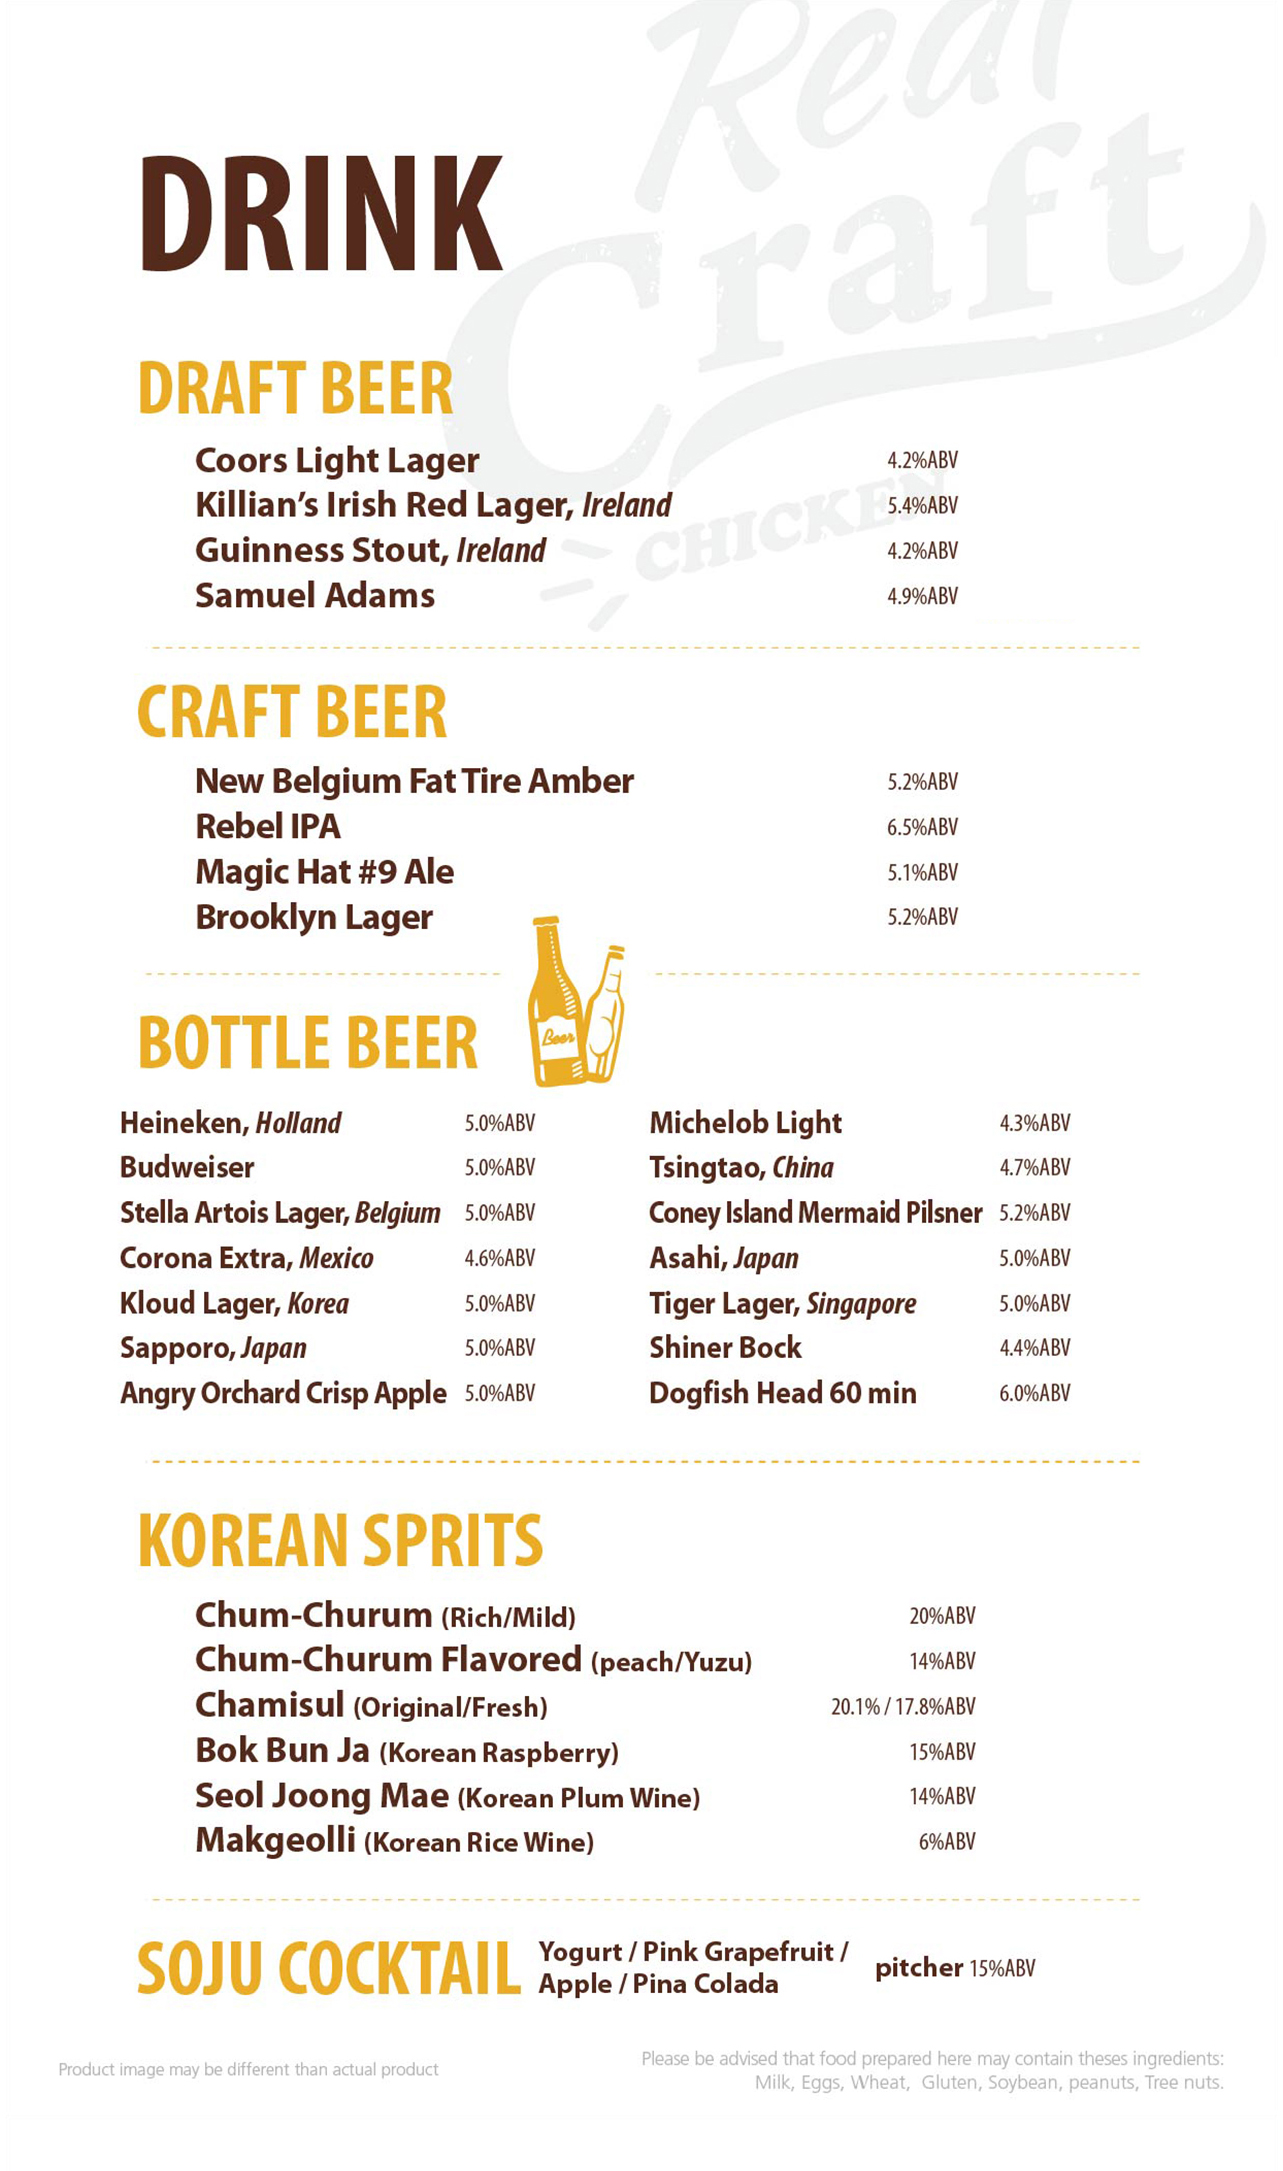 Real
Craft
CHICKEN
DRINK
DRAFT BEER
Coors Light Lager 4.2%ABV
Killian's Irish Red Lager, Ireland 5.4%ABV
Guinness Stout, Ireland 4.2%ABV
Samuel Adams 4.9%ABV
CRAFT BEER
New Belgium Fat Tire Amber 5.2%ABV
Rebel IPA 6.5%ABV
Magic Hat #9 Ale 5.1%ABV
Brooklyn Lager 5.2%ABV
Beer
BOTTLE BEER
Heineken, Holland 5.0%ABV
Budweiser 5.0%ABV
Stella Artois Lager, Belgium 5.0%ABV
Corona Extra, Mexico 4.6%ABV
Kloud Lager, Korea 5.0%ABV
Sapporo, Japan 5.0%ABV
Angry Orchard Crisp Apple 5.0%ABV
Michelob Light 4.3%ABV
Tsingtao, China 4.7%ABV
Coney Island Mermaid Pilsner 5.2%ABV
Asahi, Japan 5.0%ABV
Tiger Lager, Singapore 5.0%ABV
Shiner Bock 4.4%ABV
Dogfish Head 60 min 6.0%ABV
KOREAN SPRITS
Chum-Churum (Rich/Mild) 20%ABV
Chum-Churum Flavored (peach/Yuzu) 14%ABV
Chamisul (Original/Fresh) 20.1% / 17.8%ABV
Bok Bun Ja (Korean Raspberry) 15%ABV
Seol Joong Mae (Korean Plum Wine) 14%ABV
Makgeolli (Korean Rice Wine) 6%ABV
SOJU COCKTAIL
Yogurt / Pink Grapefruit /
Apple / Pina Colada
pitcher 15%ABV
Product image may be different than actual product
Please be advised that food prepared here may contain theses ingredients:
Milk, Eggs, Wheat, Gluten, Soybean, peanuts, Tree nuts.